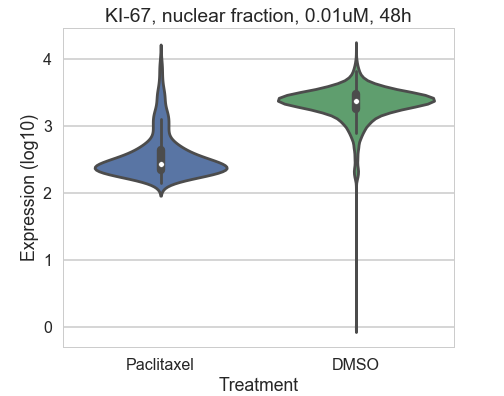 KI-67, nuclear fraction, 0.01uM, 48h
Expression (log10)
4
3
2
1
0
Paclitaxel DMSO
Treatment